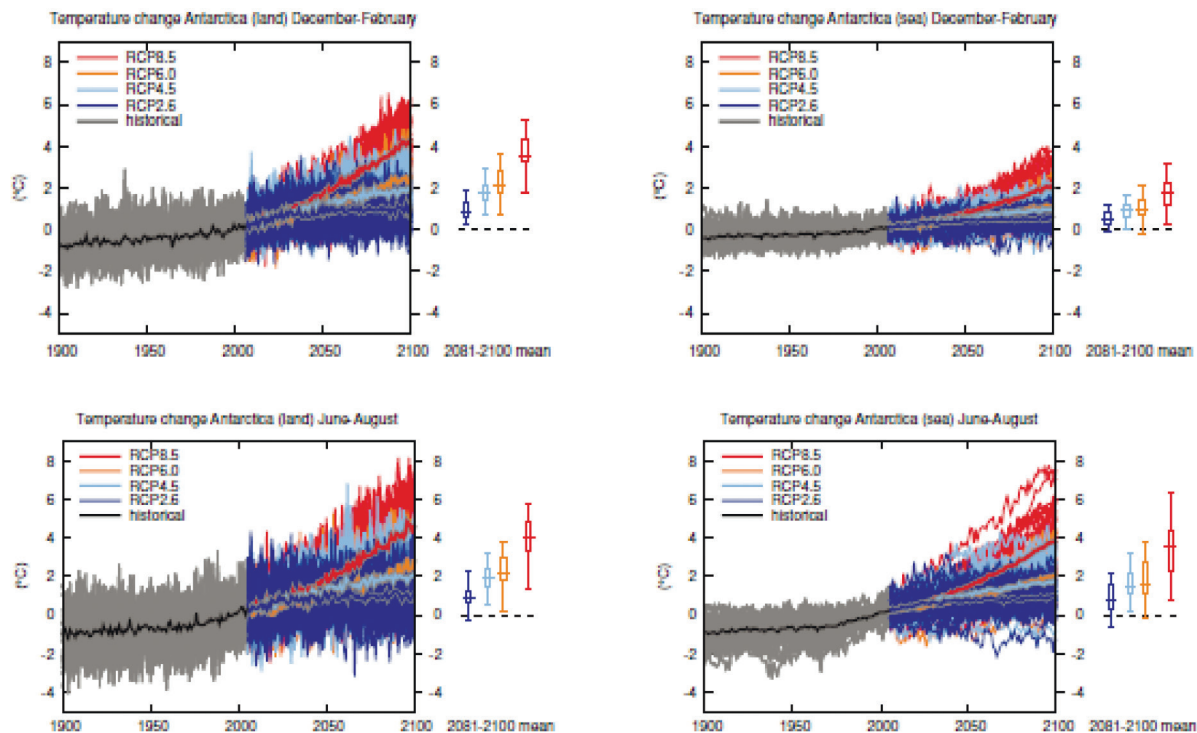 Temperature change Antarctica (land) December-February
8 8
RCP8.5
RCP6.0
6 6
RCP4.5
RCP2.6
4 4
historical
2 2
(°C)
0 0
-2 -2
-4 -4
1900 1950 2000 2050 2100 2081-2100 mean
Temperature change Antarctica (sea) December-February
8 8
RCP8.5
RCP6.0
6 6
RCP4.5
RCP2.6
4 4
historical
2 2
(°C)
0 0
-2 -2
-4 -4
1900 1950 2000 2050 2100 2081-2100 mean
Temperature change Antarctica (land) June-August
8 8
RCP8.5
RCP6.0
6 6
RCP4.5
RCP2.6
4 4
historical
2 2
(°C)
0 0
-2 -2
-4 -4
1900 1950 2000 2050 2100 2081-2100 mean
Temperature change Antarctica (sea) June-August
8 8
RCP8.5
RCP6.0
6 6
RCP4.5
RCP2.6
4 4
historical
2 2
(°C)
0 0
-2 -2
-4 -4
1900 1950 2000 2050 2100 2081-2100 mean